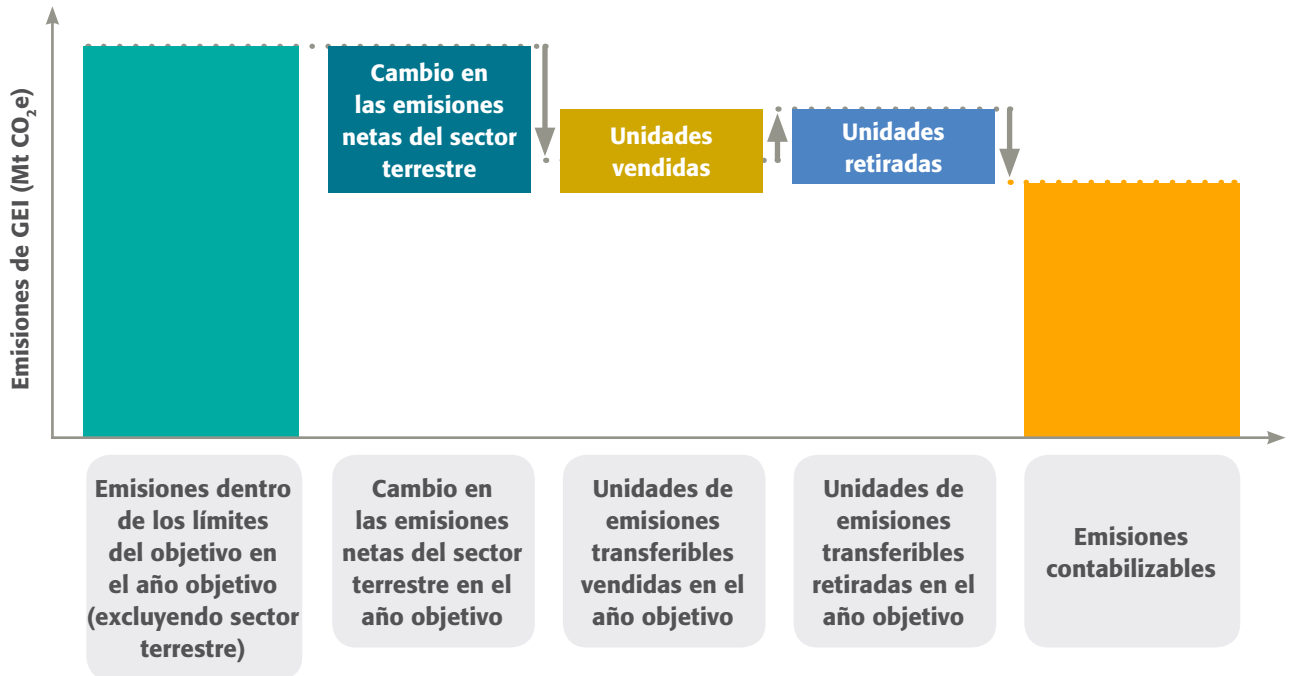 Emisiones de GEI (Mt CO₂e)
Cambio en
las emisiones
netas del sector
terrestre
Unidades
vendidas
Unidades
retiradas
Emisiones dentro
de los límites
del objetivo en
el año objetivo
(excluyendo sector
terrestre)
Cambio en
las emisiones
netas del sector
terrestre en el
año objetivo
Unidades de
emisiones
transferibles
vendidas en el
año objetivo
Unidades de
emisiones
transferibles
retiradas en el
año objetivo
Emisiones
contabilizables